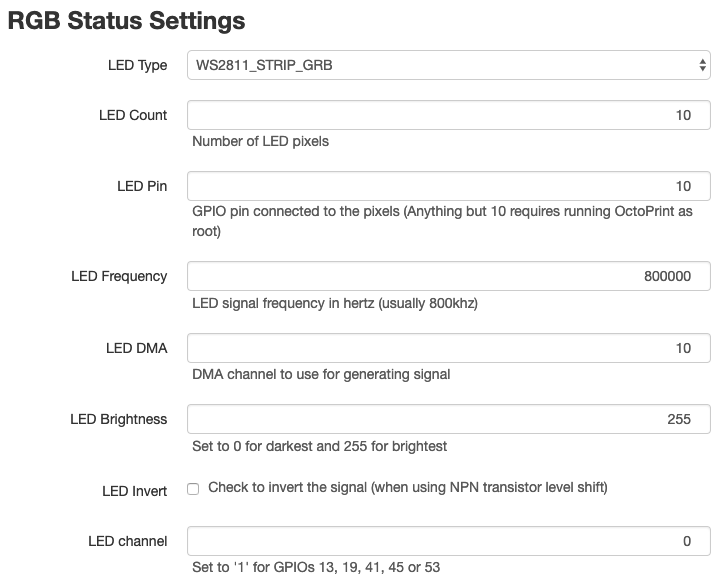 RGB Status Settings
LED Type WS2811_STRIP_GRB
LED Count 10
Number of LED pixels
LED Pin 10
GPIO pin connected to the pixels (Anything but 10 requires running OctoPrint as
root)
LED Frequency 800000
LED signal frequency in hertz (usually 800khz)
LED DMA 10
DMA channel to use for generating signal
LED Brightness 255
Set to 0 for darkest and 255 for brightest
LED Invert Check to invert the signal (when using NPN transistor level shift)
LED channel 0
Set to '1' for GPIOs 13, 19, 41, 45 or 53